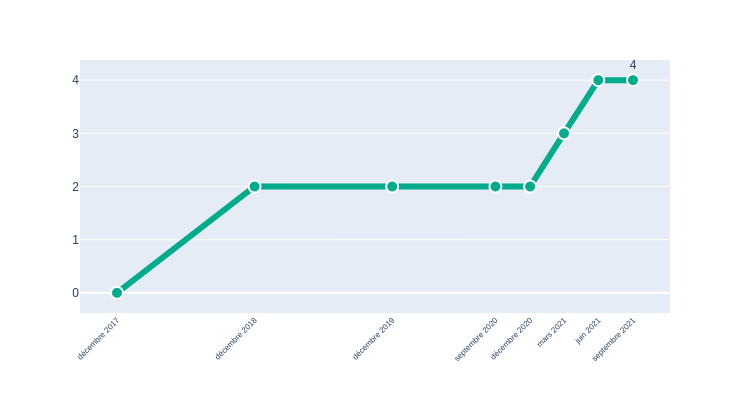 4
4
3
2
1
0
décembre 2017
décembre 2018
décembre 2019
septembre 2020
décembre 2020
mars 2021
juin 2021
septembre 2021